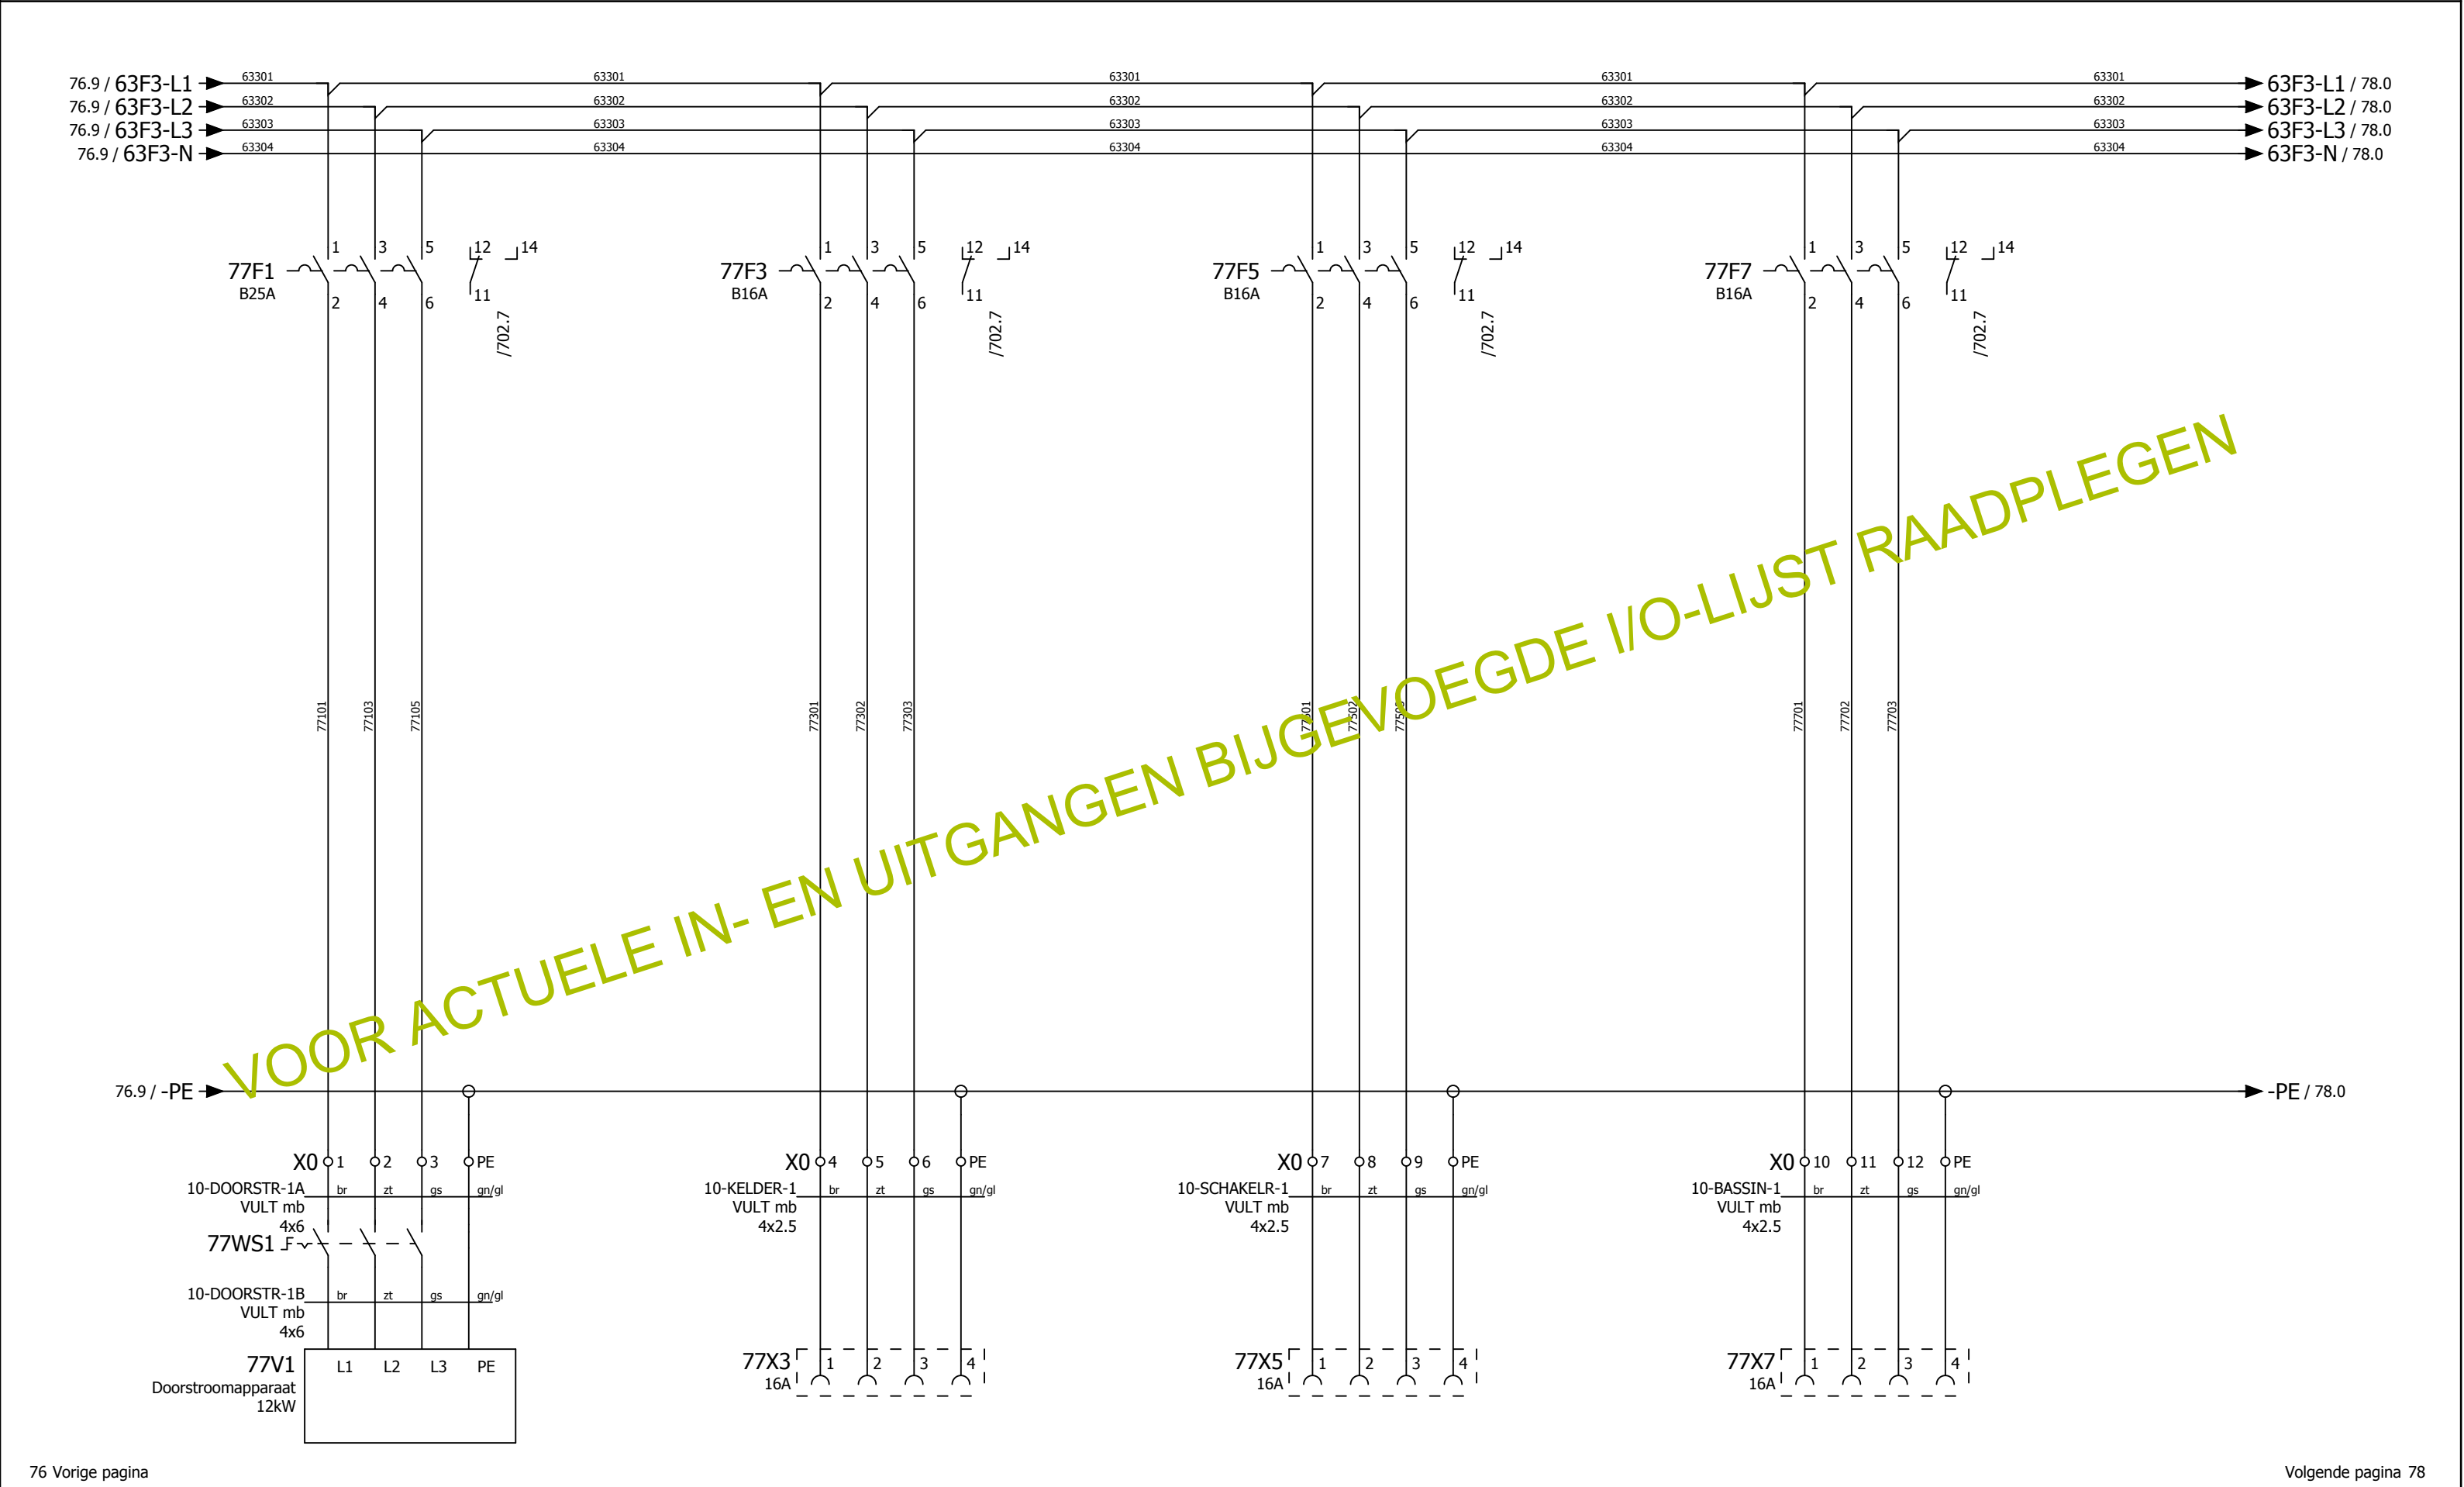 76.9 / 63F3-L1 63301 63301 63301 63301 63301 63F3-L1 / 78.0
76.9 / 63F3-L2 63302 63302 63302 63302 63302 63F3-L2 / 78.0
76.9 / 63F3-L3 63303 63303 63303 63303 63303 63F3-L3 / 78.0
76.9 / 63F3-N 63304 63304 63304 63304 63304 63F3-N / 78.0
1 3 5 12 14 1 3 5 12 14 1 3 5 12 14 1 3 5 12 14
77F1 77F3 77F5 77F7
B25A B16A B16A B16A
2 4 6 11 2 4 6 11 2 4 6 11 2 4 6 11
/702.7 /702.7 /702.7 /702.7
77101 77103 77105 77301 77302 77303 77502 77701 77702 77703
VOOR ACTUELE IN- EN UITGANGEN BIJGEVOEGDE I/O-LIJST RAADPLEGEN
76.9 / -PE -PE / 78.0
X0 1 2 3 PE X0 4 5 6 PE X0 7 8 9 PE X0 10 11 12 PE
10-DOORSTR-1A br zt gs gn/gl 10-KELDER-1 br zt gs gn/gl 10-SCHAKELR-1 br zt gs gn/gl 10-BASSIN-1 br zt gs gn/gl
VULT mb VULT mb VULT mb VULT mb
4x6 4x2.5 4x2.5 4x2.5
77WS1
10-DOORSTR-1B br zt gs gn/gl
VULT mb
4x6
77V1 L1 L2 L3 PE 77X3 1 2 3 4 77X5 1 2 3 4 77X7 1 2 3 4
Doorstroomapparaat 16A 16A 16A
12kW
76 Vorige pagina Volgende pagina 78